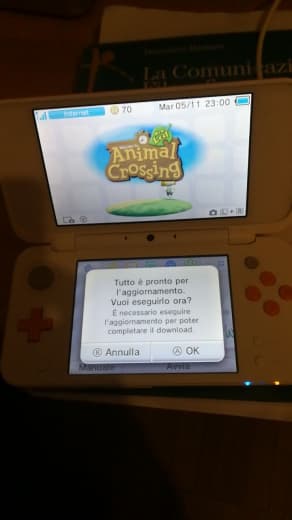 La Comunicazi
Internet 70 Mar 05/11 23:00
Animal
Crossing
Tutto è pronto per
l'aggiornamento.
Vuoi eseguirlo ora?
È necessario eseguire
l'aggiornamento per poter
completare il download.
B Annulla A OK
Manuale Avvia